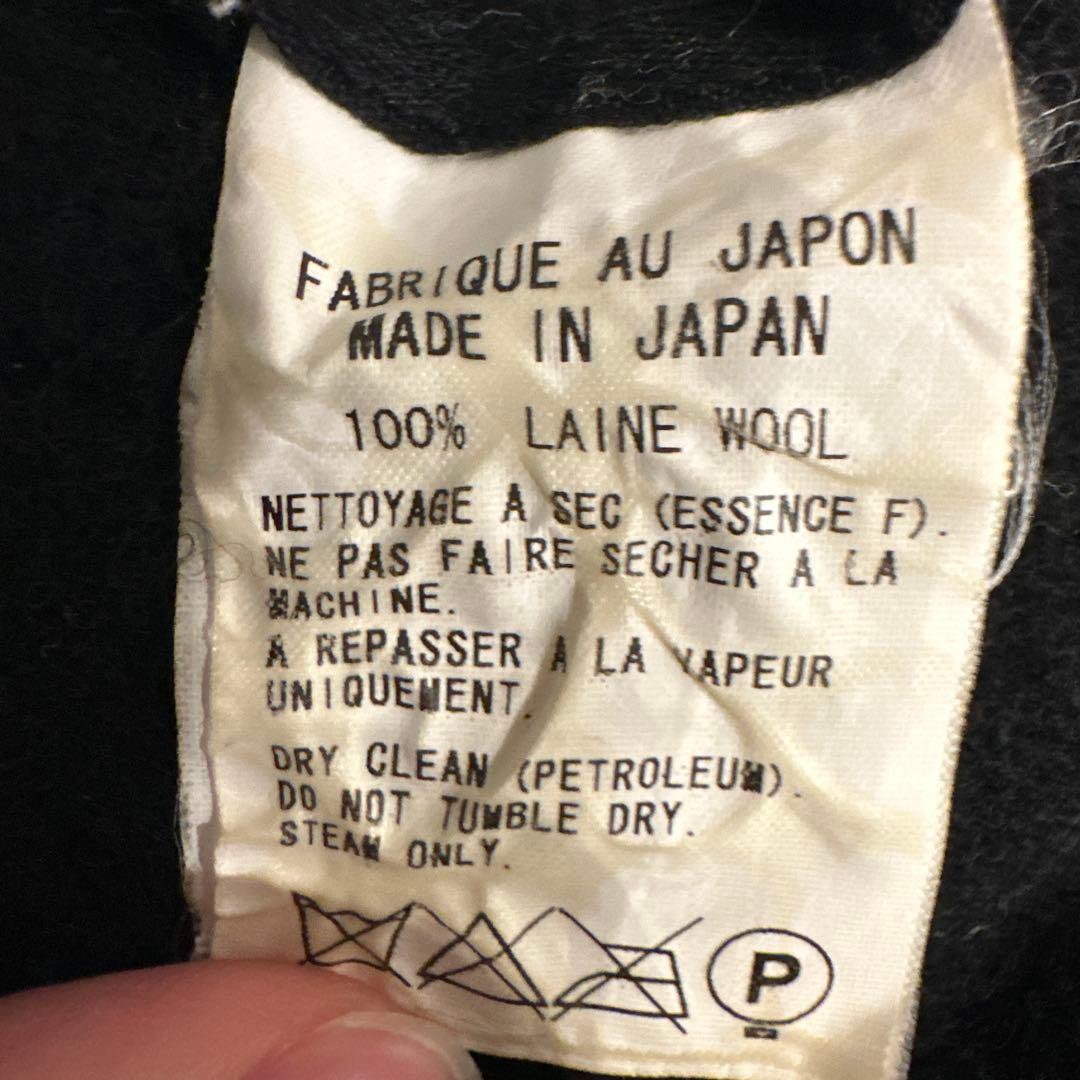 FABRIQUE AU JAPON
MADE IN JAPAN
100% LAINE WOOL
NETTOYAGE A SEC (ESSENCE F).
NE PAS FAIRE SECHER A LA
MACHINE.
A REPASSER A LA VAPEUR
UNIQUEMENT.
DRY CLEAN (PETROLEUM).
DO NOT TUMBLE DRY.
STEAM ONLY.
P